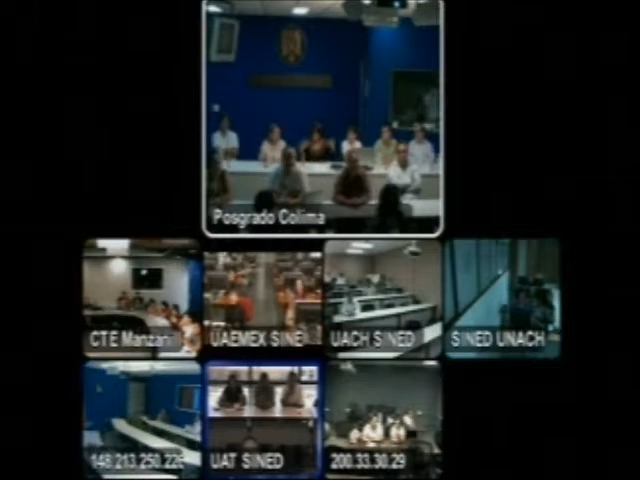 Posgrado Colima
CTE Manzani
UAEMEX SINE
UACH SINED
SINED UNACH
148.213.250.226
UAT SINED
200.33.30.29